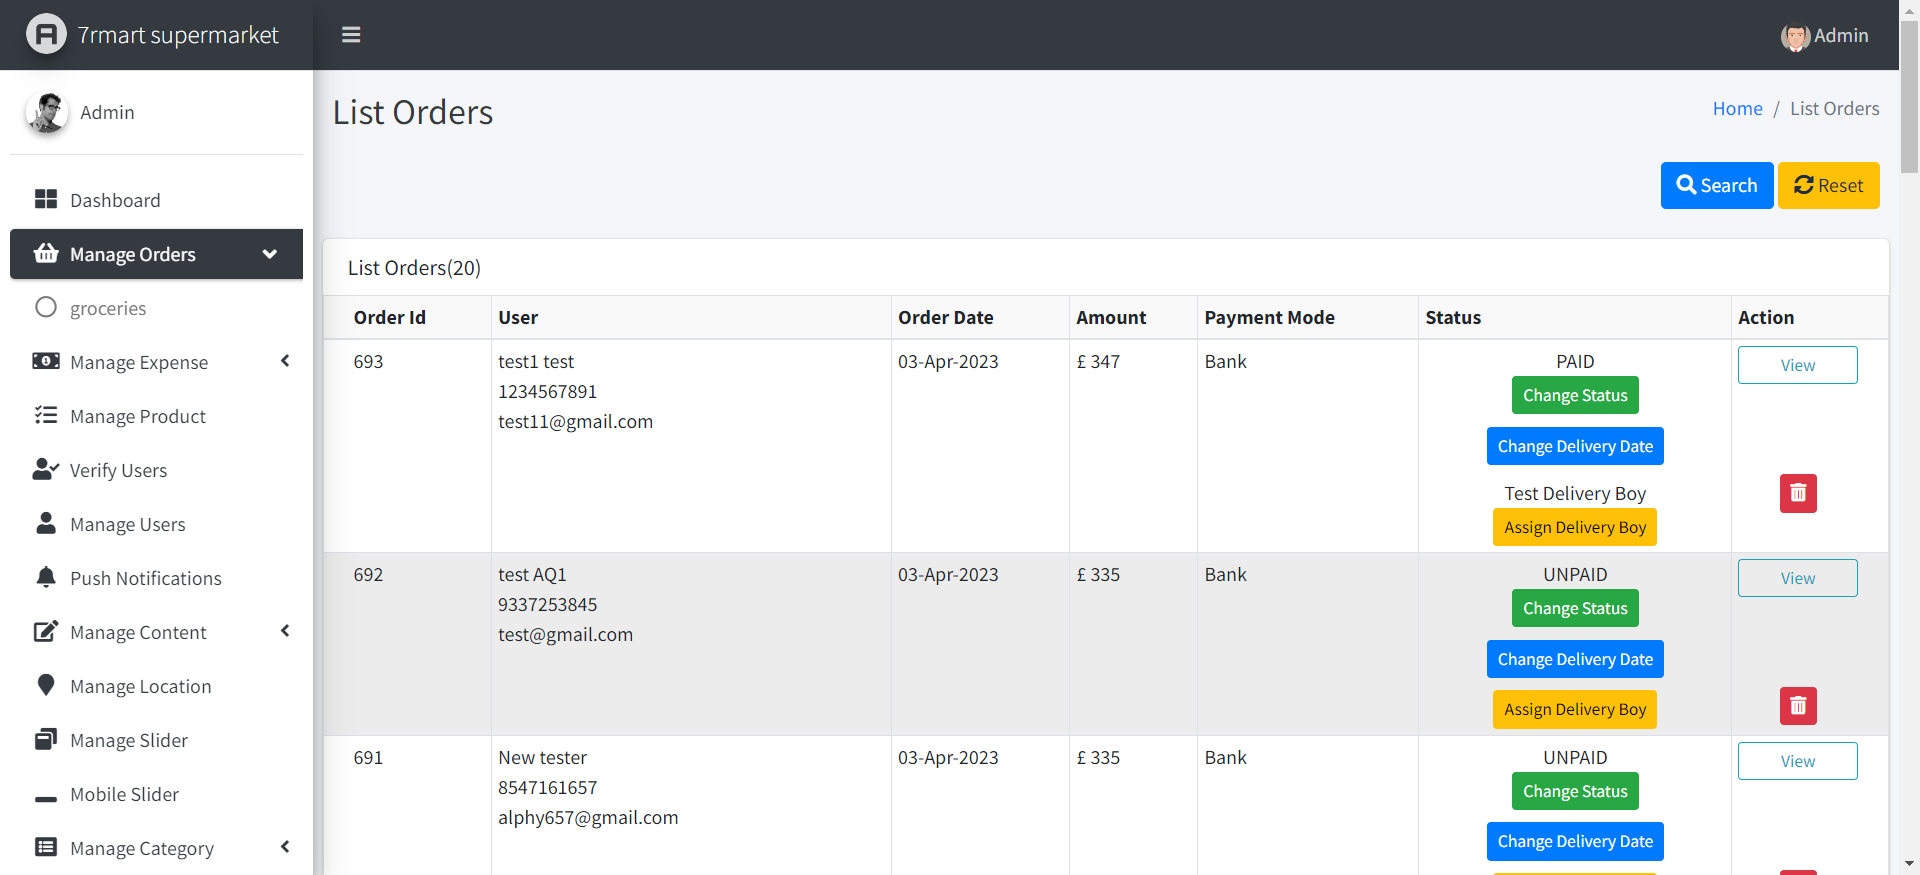 7rmart supermarket
Admin
Admin
Dashboard
Manage Orders
groceries
Manage Expense
Manage Product
Verify Users
Manage Users
Push Notifications
Manage Content
Manage Location
Manage Slider
Mobile Slider
Manage Category
List Orders
Home / List Orders
Search Reset
List Orders(20)
Order Id User Order Date Amount Payment Mode Status Action
693 test1 test 03-Apr-2023 £ 347 Bank PAID View
1234567891 Change Status
test11@gmail.com
Change Delivery Date
Test Delivery Boy
Assign Delivery Boy
692 test AQ1 03-Apr-2023 £ 335 Bank UNPAID View
9337253845 Change Status
test@gmail.com
Change Delivery Date
Assign Delivery Boy
691 New tester 03-Apr-2023 £ 335 Bank UNPAID View
8547161657 Change Status
alphy657@gmail.com
Change Delivery Date